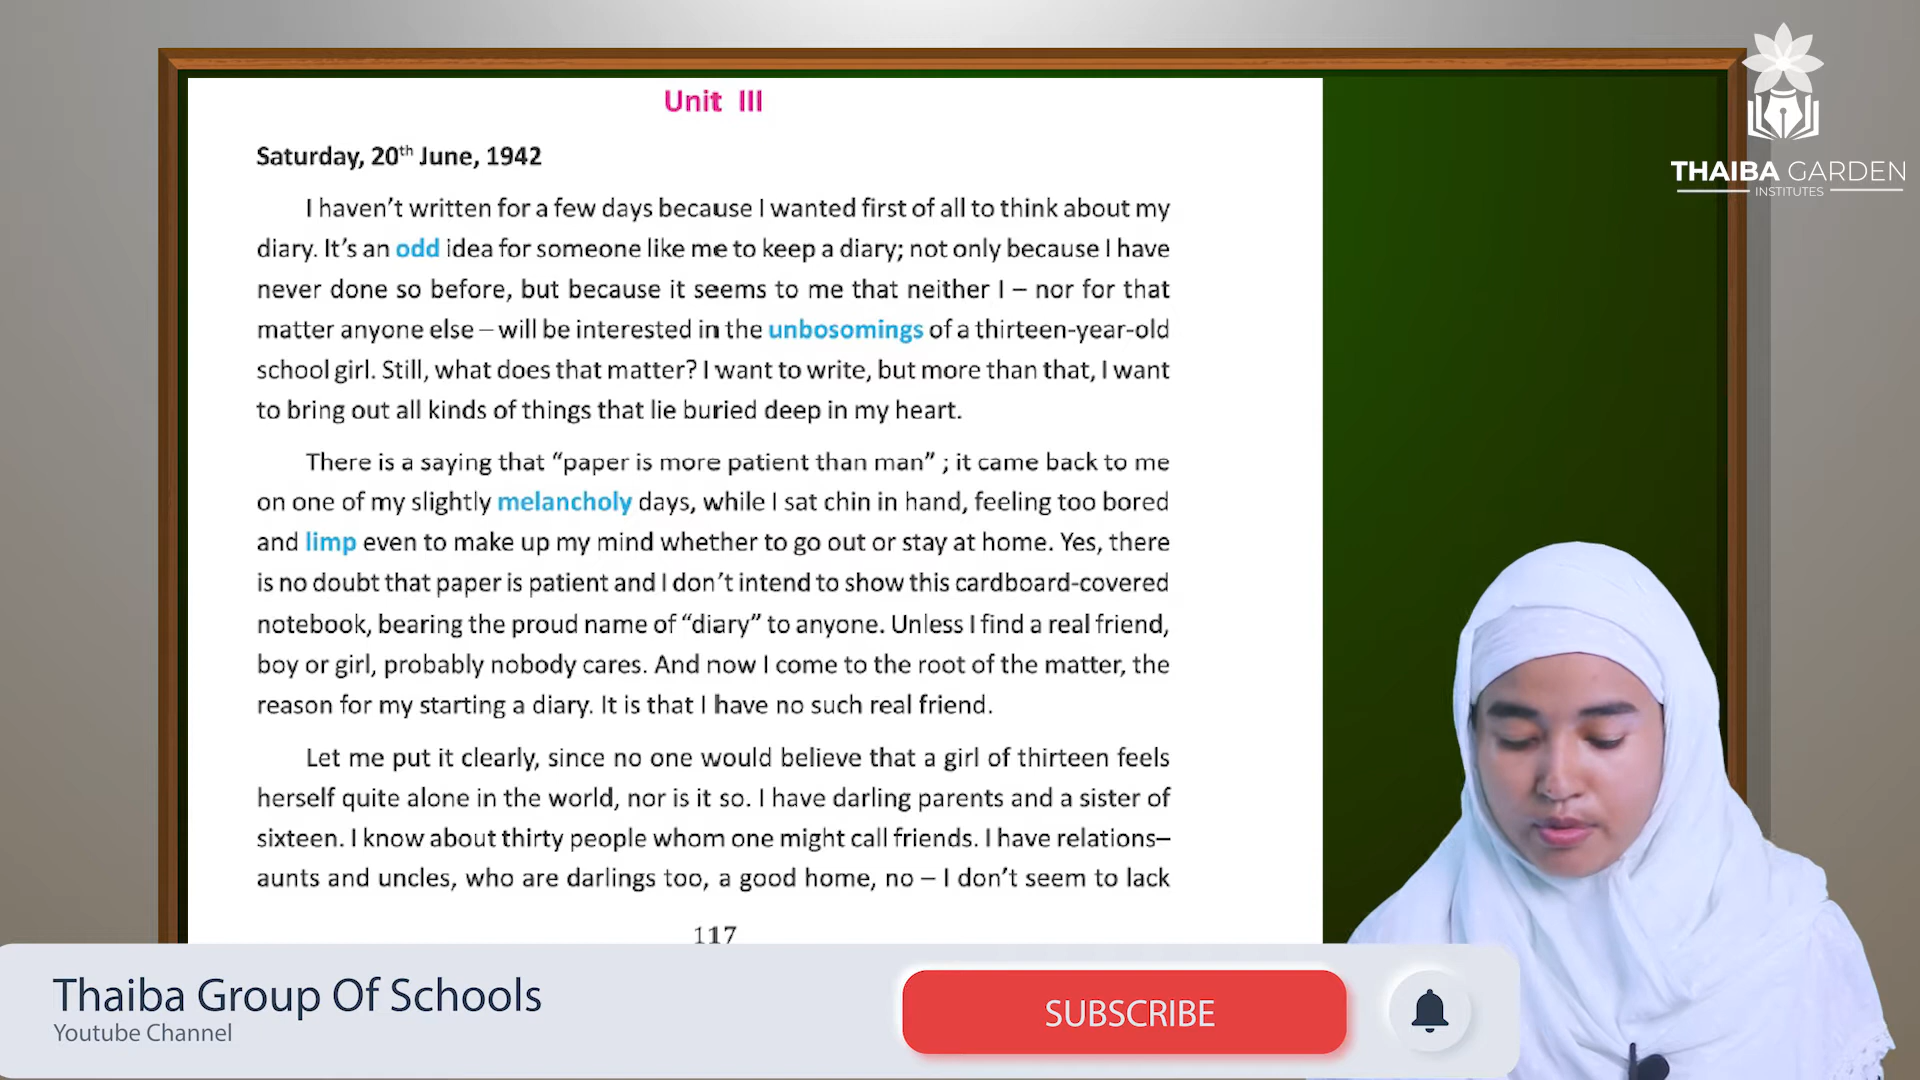 Unit III
Saturday, 20th June, 1942
I haven't written for a few days because I wanted first of all to think about my
diary. It's an odd idea for someone like me to keep a diary; not only because I have
never done so before, but because it seems to me that neither I – nor for that
matter anyone else – will be interested in the unbosomings of a thirteen-year-old
school girl. Still, what does that matter? I want to write, but more than that, I want
to bring out all kinds of things that lie buried deep in my heart.
There is a saying that “paper is more patient than man” ; it came back to me
on one of my slightly melancholy days, while I sat chin in hand, feeling too bored
and limp even to make up my mind whether to go out or stay at home. Yes, there
is no doubt that paper is patient and I don't intend to show this cardboard-covered
notebook, bearing the proud name of “diary” to anyone. Unless I find a real friend,
boy or girl, probably nobody cares. And now I come to the root of the matter, the
reason for my starting a diary. It is that I have no such real friend.
Let me put it clearly, since no one would believe that a girl of thirteen feels
herself quite alone in the world, nor is it so. I have darling parents and a sister of
sixteen. I know about thirty people whom one might call friends. I have relations–
aunts and uncles, who are darlings too, a good home, no – I don't seem to lack
117
THAIBA GARDEN
INSTITUTES
Thaiba Group Of Schools
Youtube Channel
SUBSCRIBE